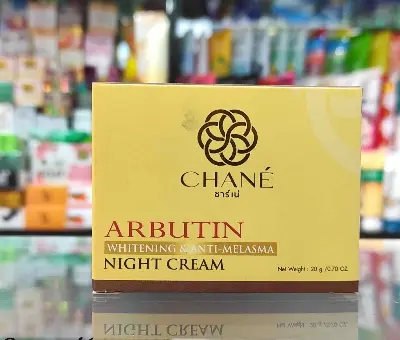 CHANÉ
ชาร์เน่
ARBUTIN
WHITENING & ANTI-MELASMA
NIGHT CREAM
Net Weight : 20 g /0.70 OZ.